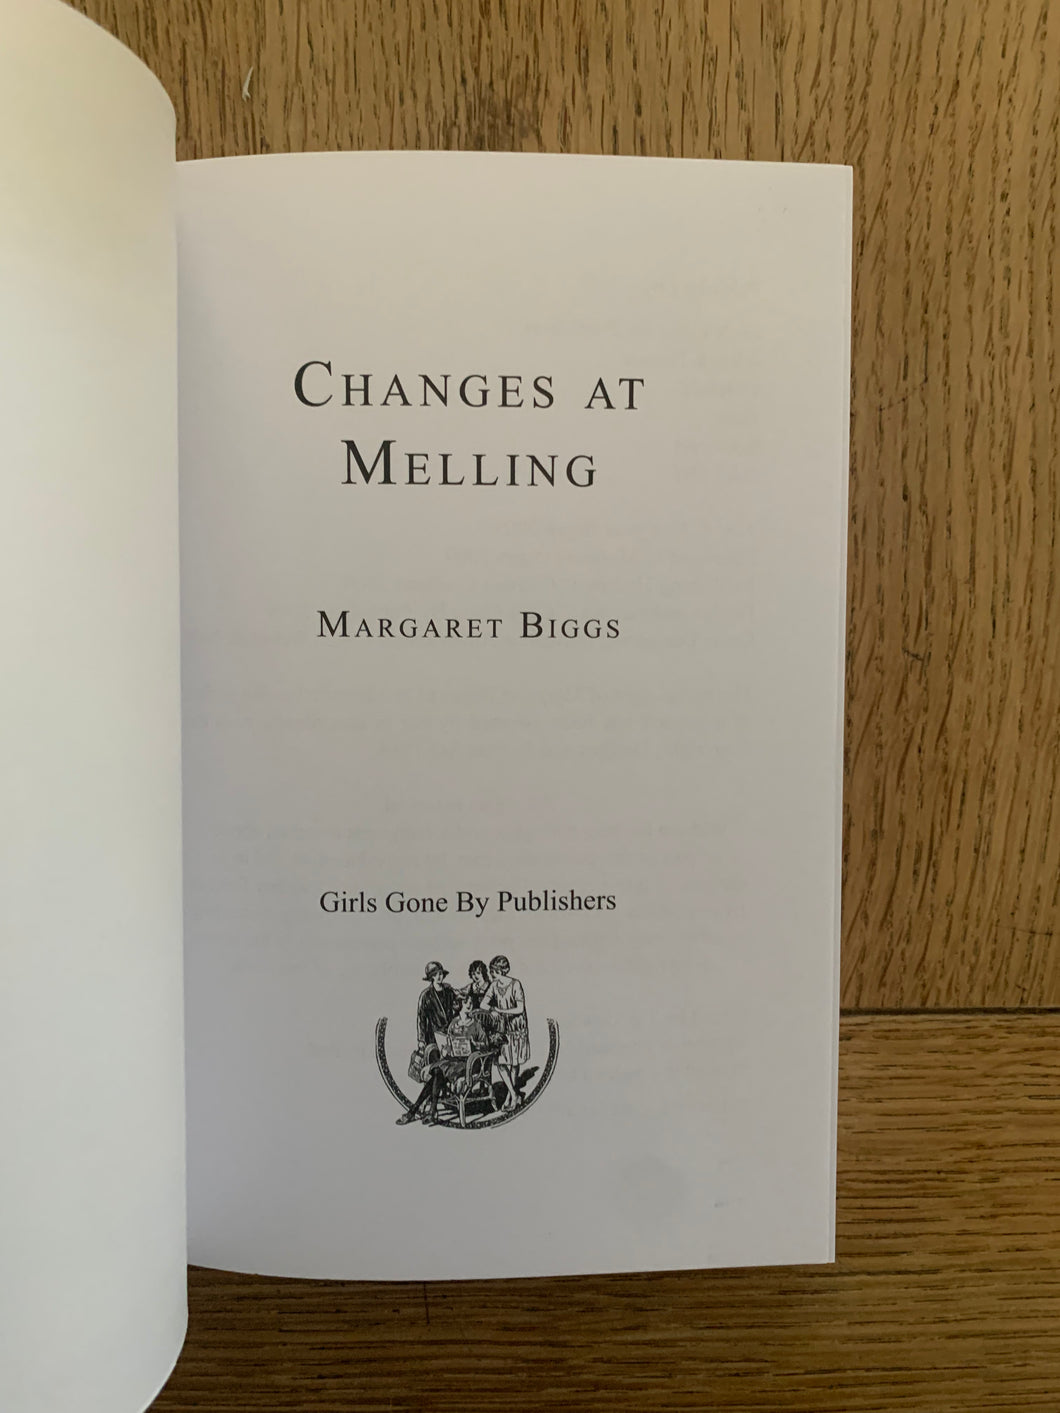 Changes at
Melling
Margaret Biggs
Girls Gone By Publishers